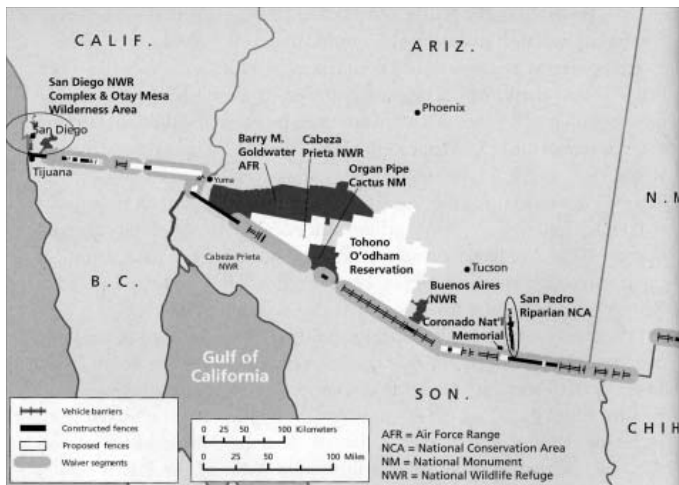 CALIF.
ARIZ.
San Diego NWR
Complex & Otay Mesa
Wilderness Area
San Diego
Tijuana
Phoenix
Barry M.
Goldwater
AFR
Cabeza
Prieta NWR
Organ Pipe
Cactus NM
Yuma
N.M
Cabeza Prieta
NWR
Tohono
O'odham
Reservation
Tucson
B.C.
Buenos Aires
NWR
San Pedro
Riparian NCA
Coronado Nat'l
Memorial
Gulf of
California
SON.
CHIH
Vehicle barriers
Constructed fences
Proposed fences
Waiver segments
0 25 50 100 Kilometers
0 25 50 100 Miles
AFR = Air Force Range
NCA = National Conservation Area
NM = National Monument
NWR = National Wildlife Refuge